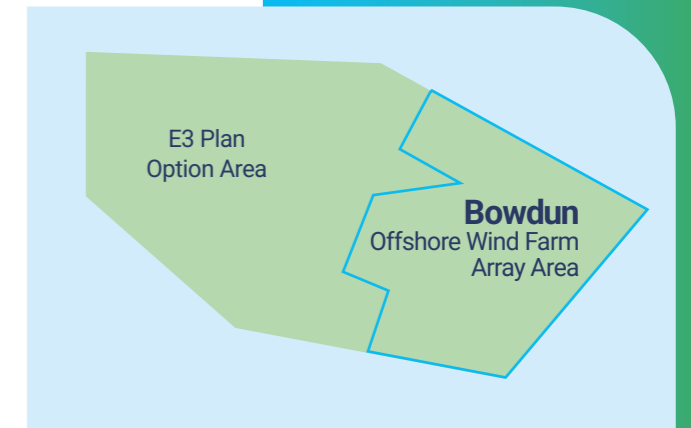 E3 Plan
Option Area
Bowdun
Offshore Wind Farm
Array Area